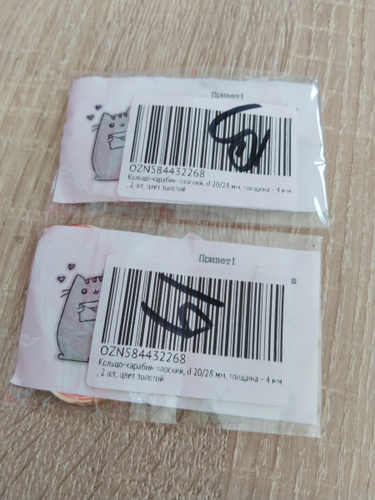 Привет!
OZN584432268
Кольцо-карабин плоский, d 20/28 мм, толщина - 4 мм
, 2 шт, цвет золотой
Привет!
61
OZN584432268
Кольцо-карабин плоский, d 20/28 мм, толщина - 4 мм
, 2 шт, цвет золотой